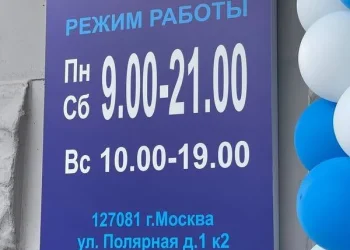 РЕЖИМ РАБОТЫ
Пн
Сб 9.00-21.00
Вс 10.00-19.00
127081 г.Москва
ул. Полярная д.1 к2